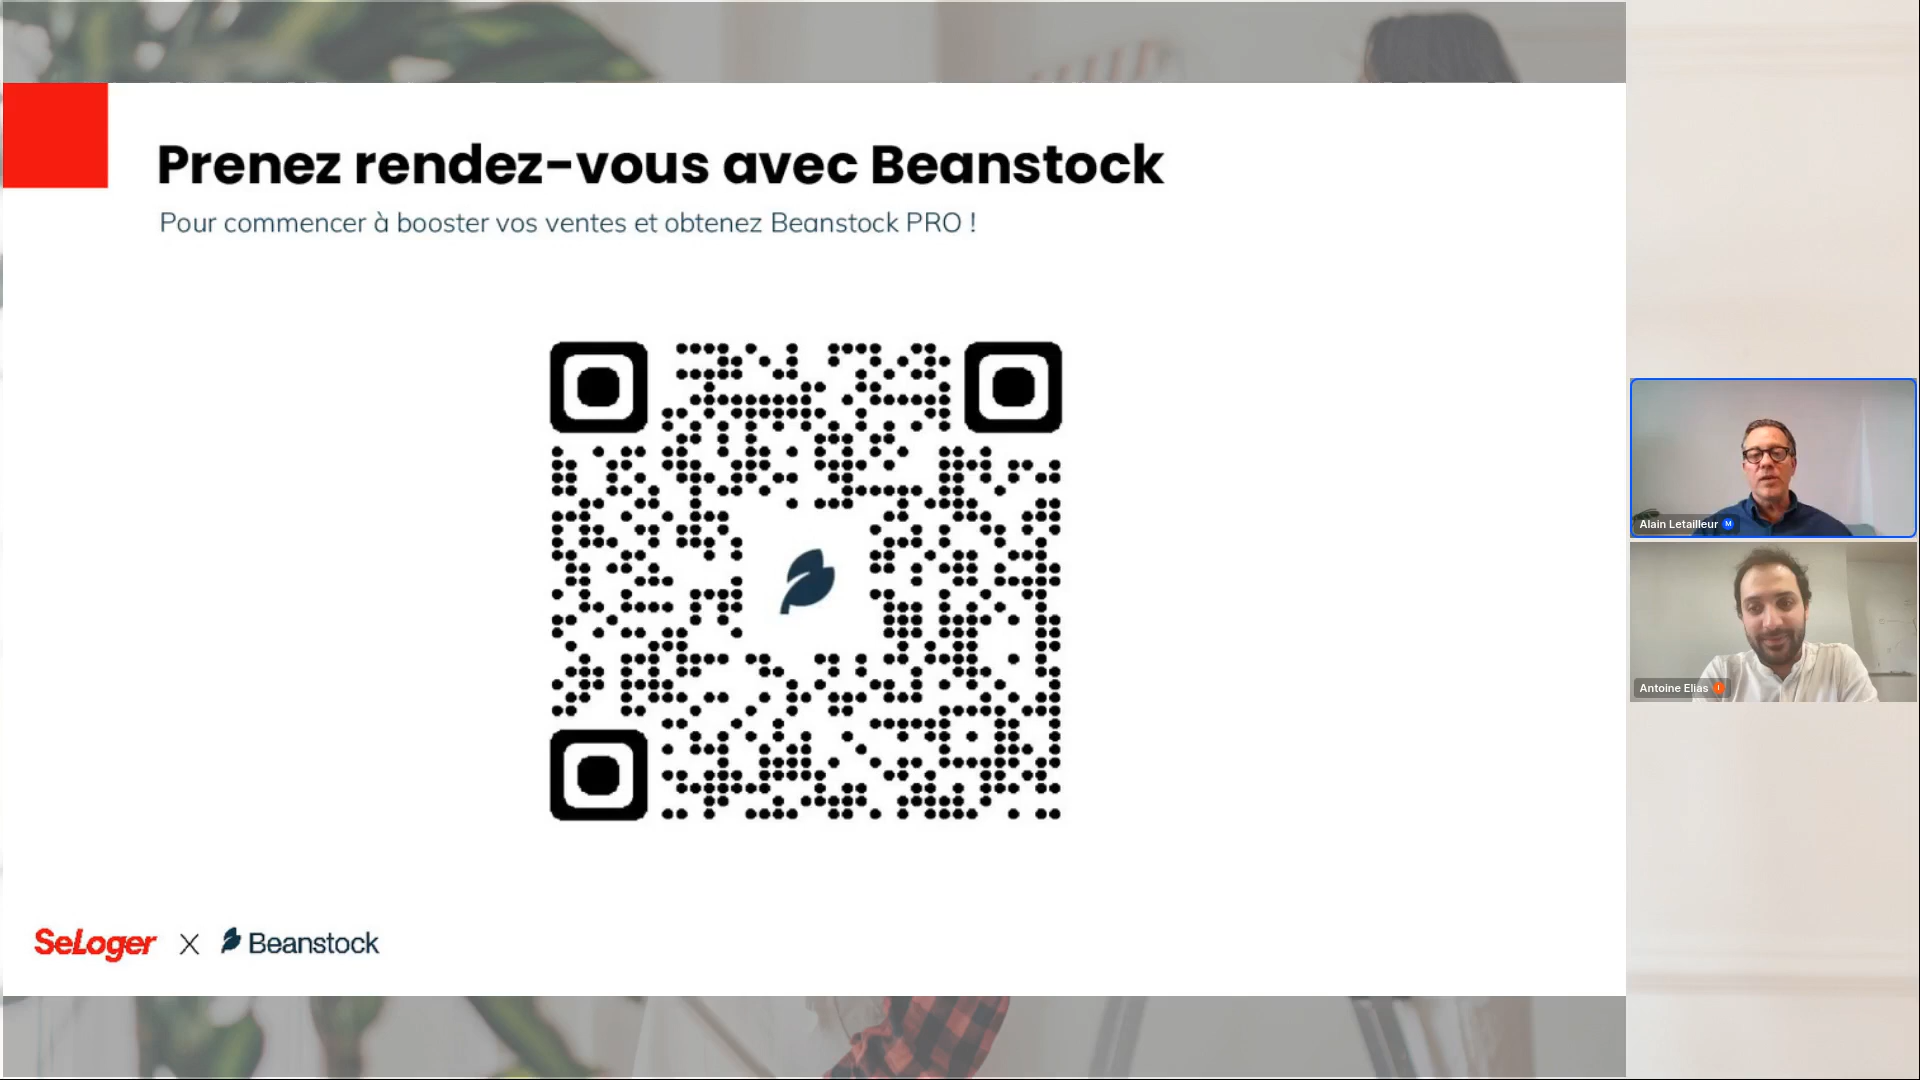 Prenez rendez-vous avec Beanstock
Pour commencer à booster vos ventes et obtenez Beanstock PRO !
SeLoger X Beanstock
Alain Letailleur M
Antoine Elias I